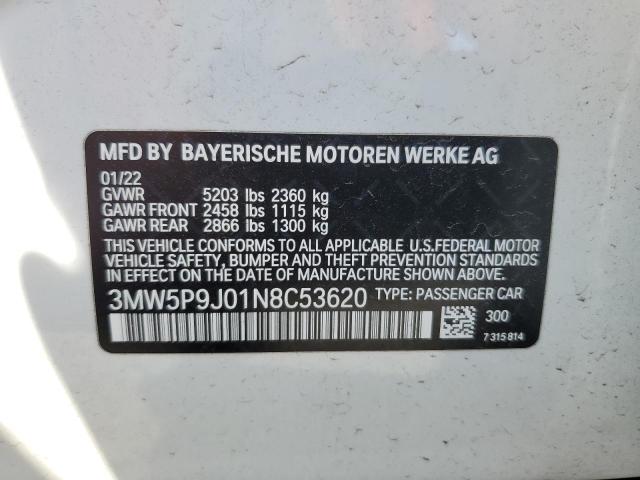 MFD BY BAYERISCHE MOTOREN WERKE AG
01/22
GVWR 5203 lbs 2360 kg
GAWR FRONT 2458 lbs 1115 kg
GAWR REAR 2866 lbs 1300 kg
THIS VEHICLE CONFORMS TO ALL APPLICABLE U.S.FEDERAL MOTOR
VEHICLE SAFETY, BUMPER AND THEFT PREVENTION STANDARDS
IN EFFECT ON THE DATE OF MANUFACTURE SHOWN ABOVE.
3MW5P9J01N8C53620 TYPE: PASSENGER CAR
300
7 315 814